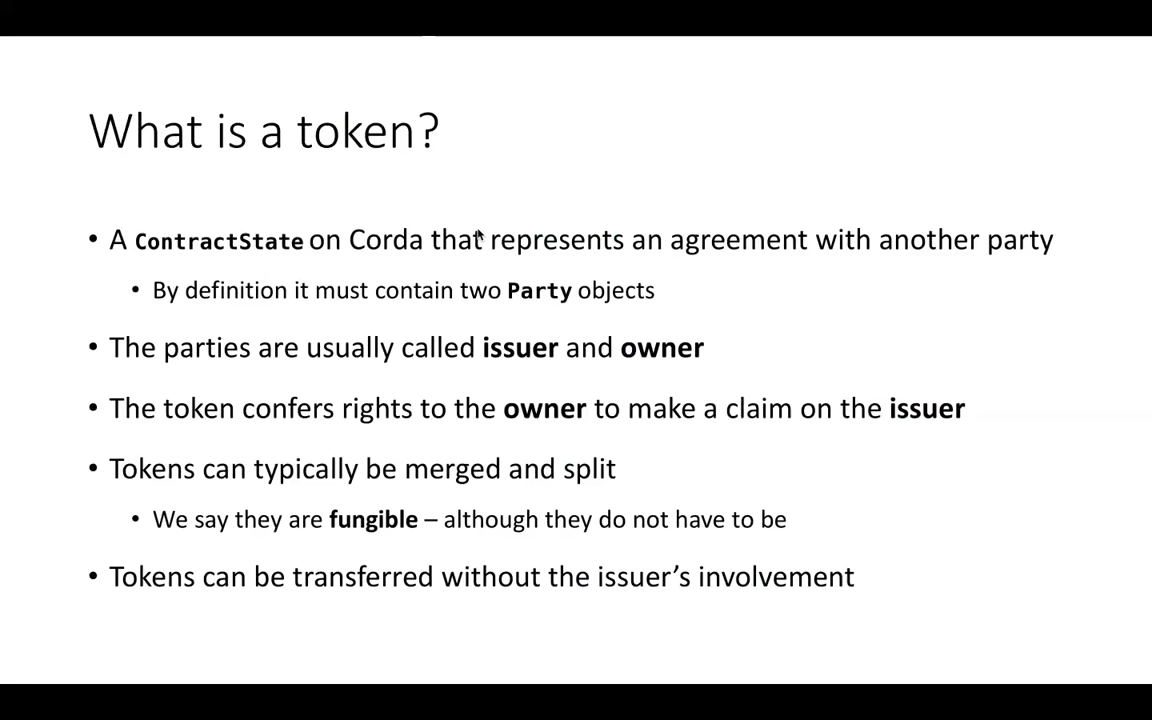 What is a token?
• A ContractState on Corda that represents an agreement with another party
• By definition it must contain two Party objects
• The parties are usually called issuer and owner
• The token confers rights to the owner to make a claim on the issuer
• Tokens can typically be merged and split
• We say they are fungible – although they do not have to be
• Tokens can be transferred without the issuer’s involvement